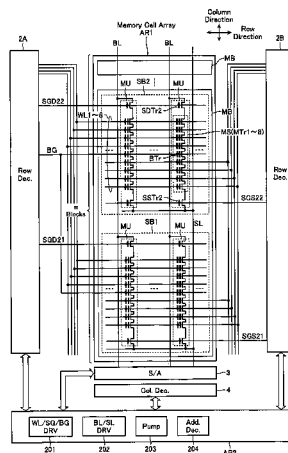 Memory Cell Array
AR1
Column
Direction
Row
Direction
2A
2B
BL
BL
MB
SB2
MU
MU
MB
SGD22
SDTr2
WL1~8
MS(MTr1~8)
BG
BTr
Row
Dec.
Row
Dec.
SSTr2
SGS22
m
Blocks
SB1
SL
SGD21
MU
MU
SGS21
S/A
3
Col. Dec.
4
WL/SG/BG
DRV
BL/SL
DRV
Pump
Add.
Dec.
201
202
203
204